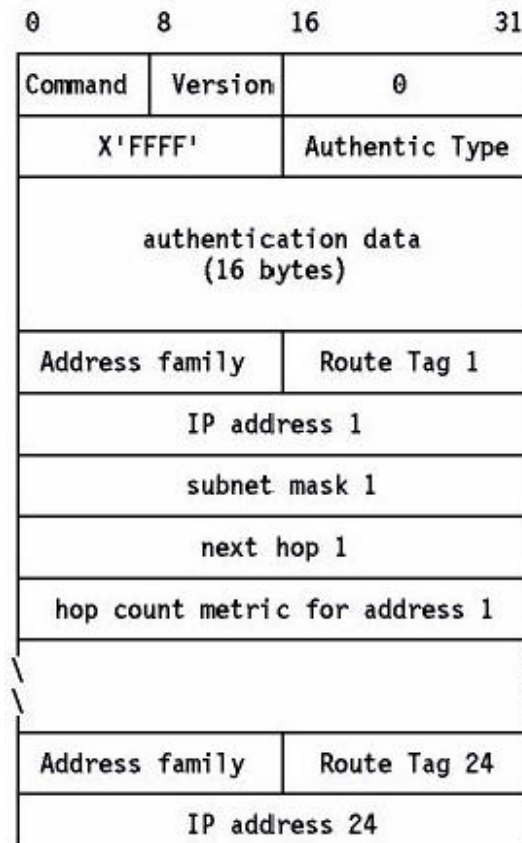 0 8 16 31
Command Version 0
X'FFFF' Authentic Type
authentication data
(16 bytes)
Address family Route Tag 1
IP address 1
subnet mask 1
next hop 1
hop count metric for address 1
\
\
Address family Route Tag 24
IP address 24